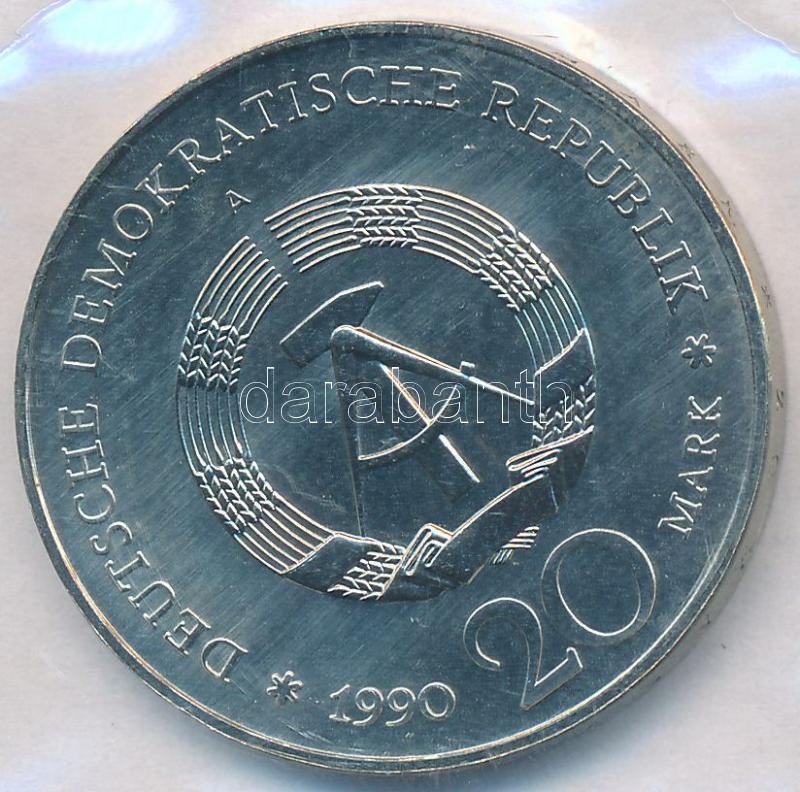 DEUTSCHE DEMOKRATISCHE REPUBLIK * 20 MARK * 1990
A
darabanth